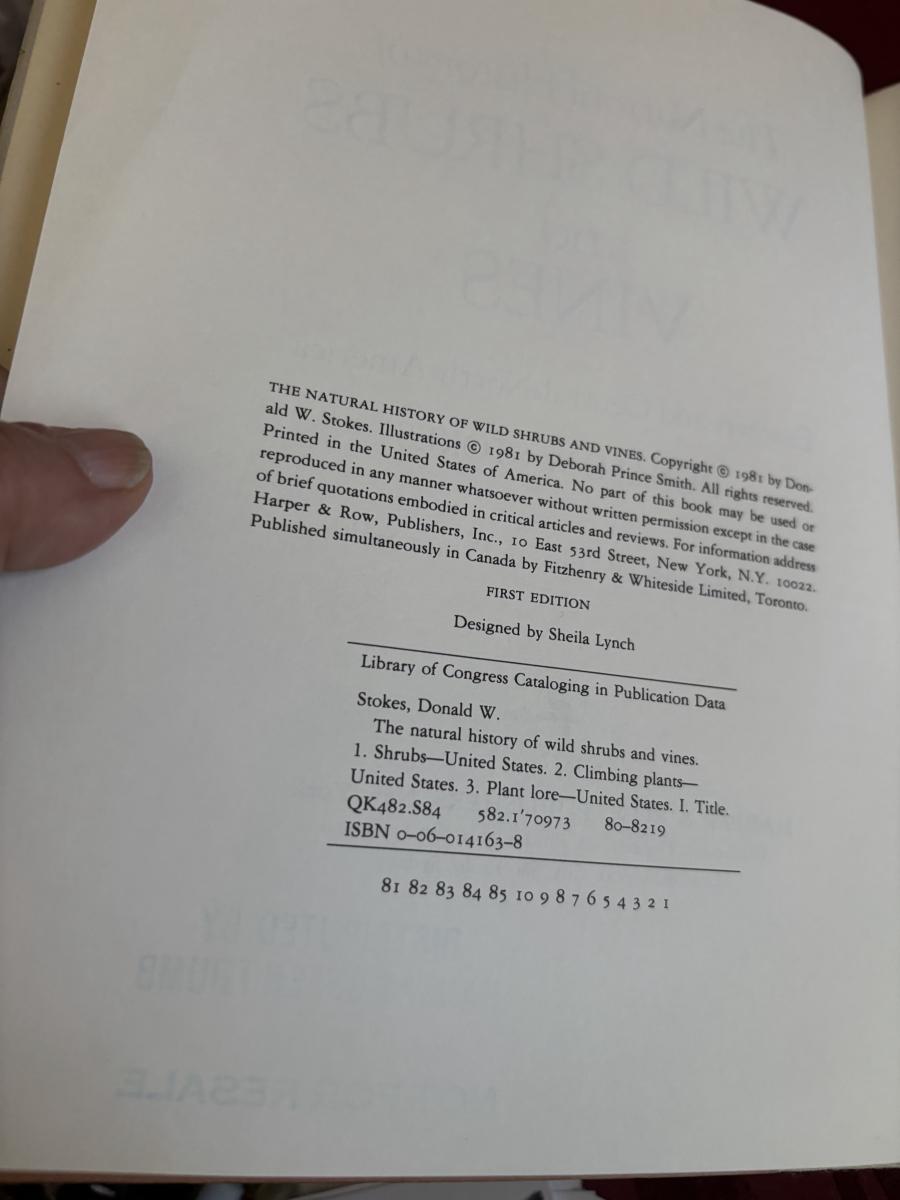 THE NATURAL HISTORY OF WILD SHRUBS AND VINES. Copyright © 1981 by Don-
ald W. Stokes. Illustrations © 1981 by Deborah Prince Smith. All rights reserved.
Printed in the United States of America. No part of this book may be used or
reproduced in any manner whatsoever without written permission except in the case
of brief quotations embodied in critical articles and reviews. For information address
Harper & Row, Publishers, Inc., 10 East 53rd Street, New York, N.Y. 10022.
Published simultaneously in Canada by Fitzhenry & Whiteside Limited, Toronto.
FIRST EDITION
Designed by Sheila Lynch
Library of Congress Cataloging in Publication Data
Stokes, Donald W.
The natural history of wild shrubs and vines.
1. Shrubs—United States. 2. Climbing plants—
United States. 3. Plant lore—United States. I. Title.
QK482.S84 582.1'70973 80–8219
ISBN 0–06–014163–8
81 82 83 84 85 10 9 8 7 6 5 4 3 2 1